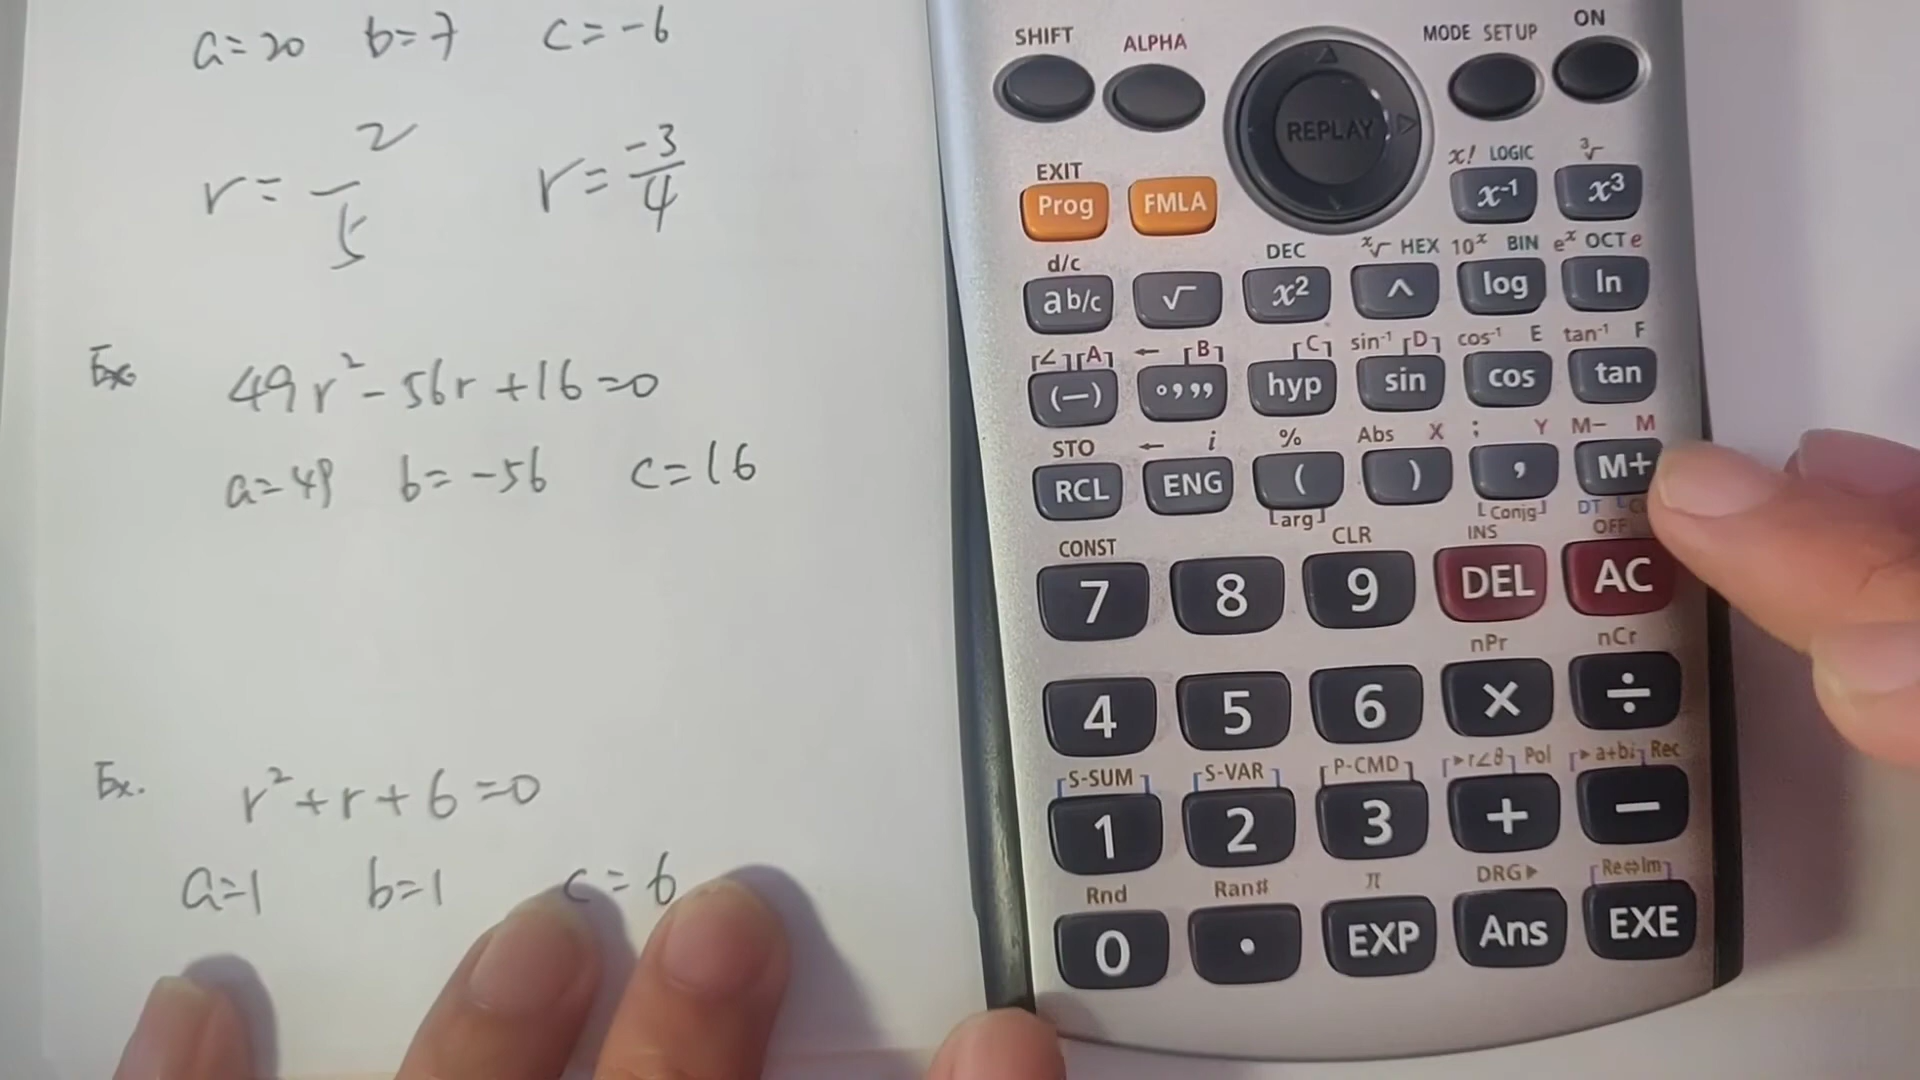 a=20 b=7 c=-6
r=2/5 r=-3/4
Ex. 49r²-56r+16=0
a=49 b=-56 c=16
Ex. r²+r+6=0
a=1 b=1 c=6
SHIFT ALPHA MODE SETUP ON
REPLAY
EXIT x! LOGIC ³√
Prog FMLA x⁻¹ x³
d/c DEC ˣ√ HEX 10ˣ BIN eˣ OCT e
ab/c √ x² ^ log ln
∠ A ← B C sin⁻¹ D cos⁻¹ E tan⁻¹ F
(−) °,,, hyp sin cos tan
STO ← i % Abs X ; Y M− M
RCL ENG ( ) , M+
arg Conjg DT
CONST CLR INS OFF
7 8 9 DEL AC
nPr nCr
4 5 6 × ÷
S-SUM S-VAR P-CMD ▶r∠θ Pol ▶a+bi Rec
1 2 3 + −
Rnd Ran# π DRG▶ Re⇔Im
0 . EXP Ans EXE